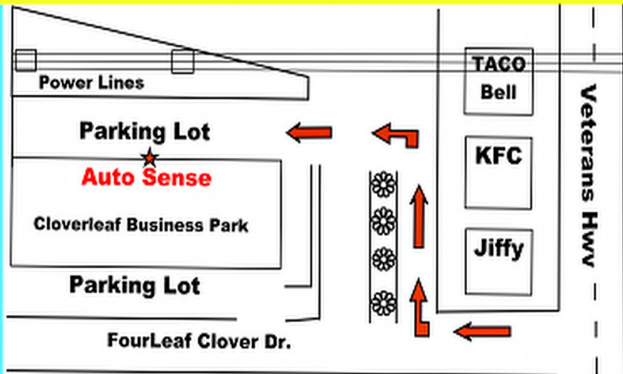 TACO
Bell
Power Lines
Parking Lot
KFC
Auto Sense
Cloverleaf Business Park
Jiffy
Parking Lot
FourLeaf Clover Dr.
Veterans Hwy